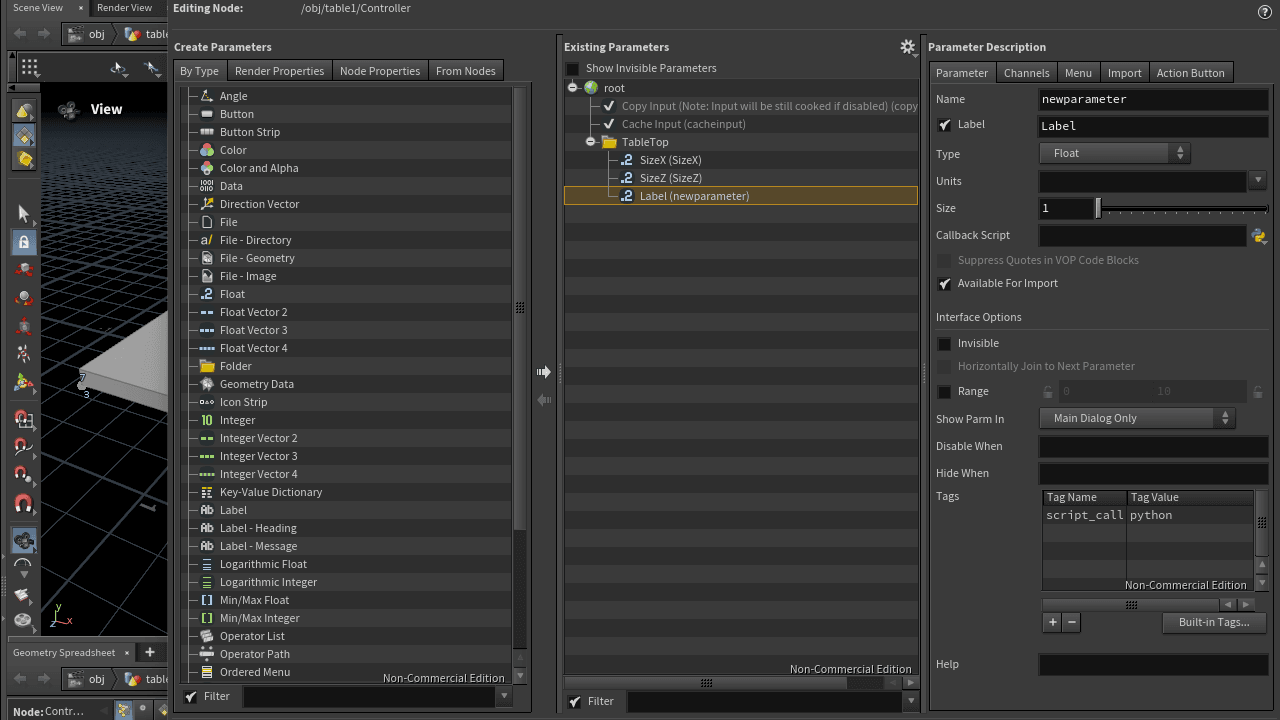 Scene View × Render View
Editing Node: /obj/table1/Controller
obj table
Create Parameters
Existing Parameters
Parameter Description
By Type Render Properties Node Properties From Nodes
Show Invisible Parameters
Parameter Channels Menu Import Action Button
View
Angle
Button
Button Strip
Color
Color and Alpha
Data
Direction Vector
File
File - Directory
File - Geometry
File - Image
Float
Float Vector 2
Float Vector 3
Float Vector 4
Folder
Geometry Data
Icon Strip
Integer
Integer Vector 2
Integer Vector 3
Integer Vector 4
Key-Value Dictionary
Label
Label - Heading
Label - Message
Logarithmic Float
Logarithmic Integer
Min/Max Float
Min/Max Integer
Operator List
Operator Path
Ordered Menu
Non-Commercial Edition
Filter
root
Copy Input (Note: Input will be still cooked if disabled) (copy
Cache Input (cacheinput)
TableTop
SizeX (SizeX)
SizeZ (SizeZ)
Label (newparameter)
Non-Commercial Edition
Filter
Name newparameter
Label Label
Type Float
Units
Size 1
Callback Script
Suppress Quotes in VOP Code Blocks
Available For Import
Interface Options
Invisible
Horizontally Join to Next Parameter
Range 0 10
Show Parm In Main Dialog Only
Disable When
Hide When
Tags
Tag Name Tag Value
script_call python
Non-Commercial Edition
+ − Built-in Tags...
Help
7
3
y
z x
Geometry Spreadsheet × +
obj table
Node: Contr...